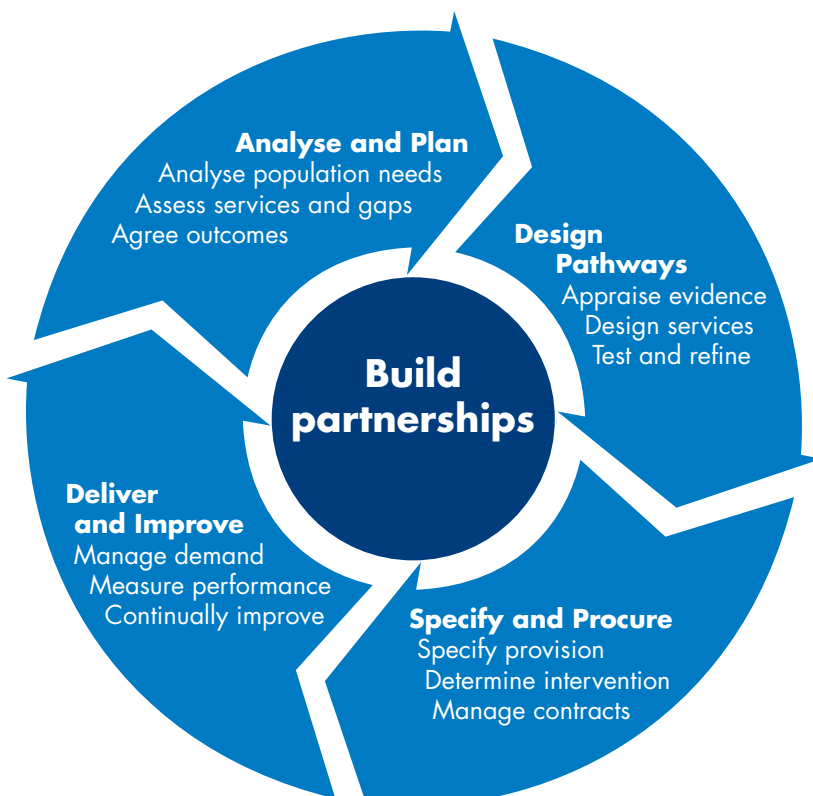 Analyse and Plan
Analyse population needs
Assess services and gaps
Agree outcomes
Design
Pathways
Appraise evidence
Design services
Test and refine
Build
partnerships
Deliver
and Improve
Manage demand
Measure performance
Continually improve
Specify and Procure
Specify provision
Determine intervention
Manage contracts